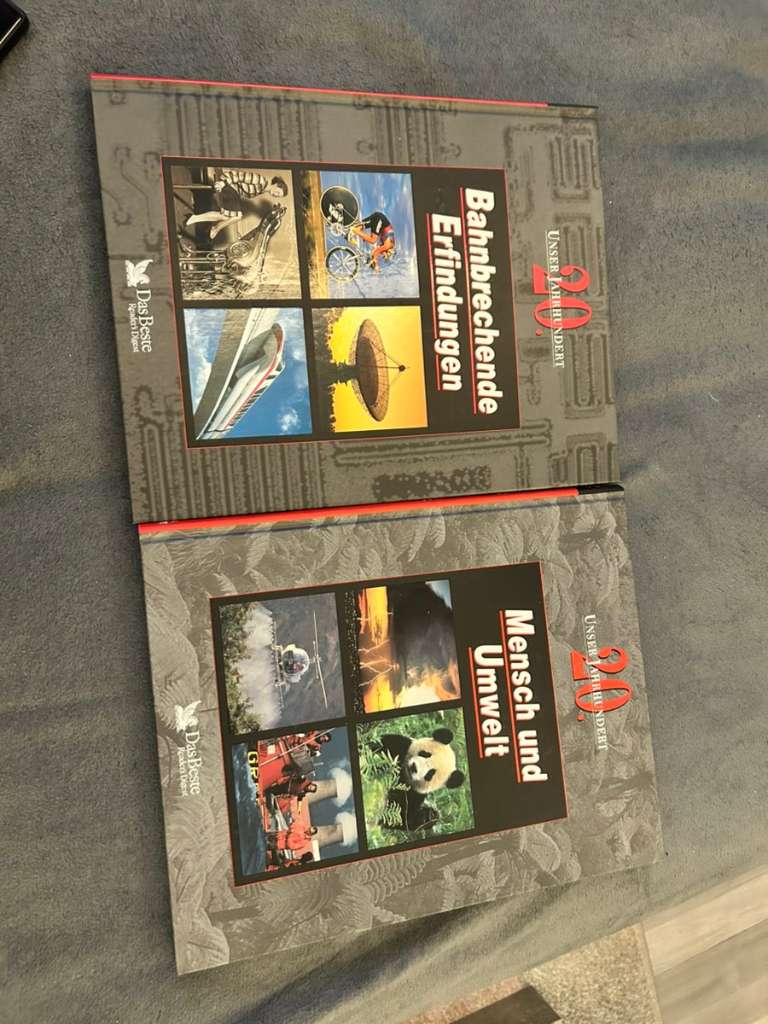 UNSER 20. JAHRHUNDERT
Bahnbrechende
Erfindungen
Das Beste
Reader's Digest
UNSER 20. JAHRHUNDERT
Mensch und
Umwelt
Das Beste
Reader's Digest